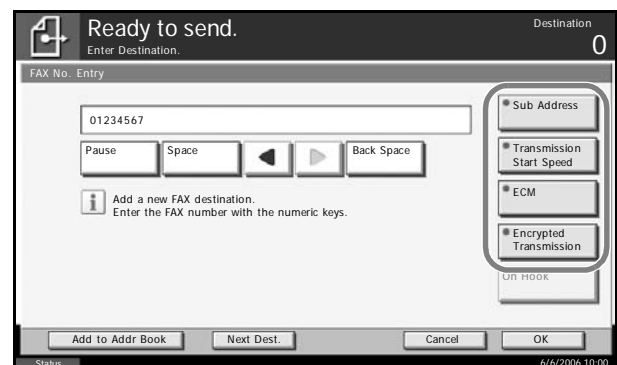 Ready to send.
Enter Destination.
Destination
0
FAX No. Entry
01234567
Pause
Space
Back Space
Add a new FAX destination.
Enter the FAX number with the numeric keys.
Sub Address
Transmission
Start Speed
ECM
Encrypted
Transmission
On Hook
Add to Addr Book
Next Dest.
Cancel
OK
Status
6/6/2006 10:00